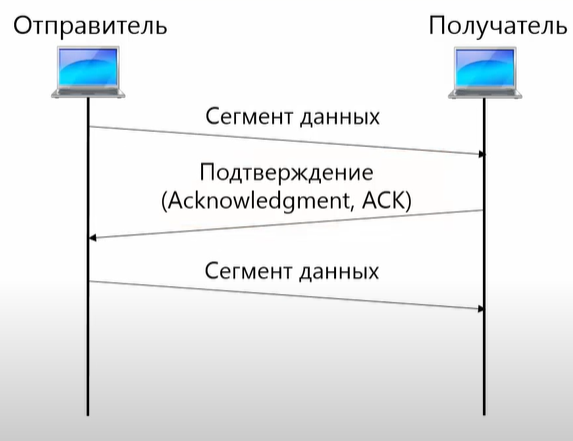 Отправитель
Получатель
Сегмент данных
Подтверждение
(Acknowledgment, ACK)
Сегмент данных